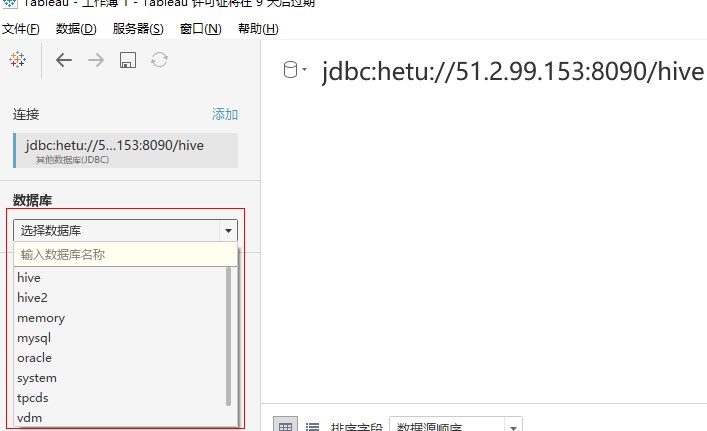 Tableau - 工作簿 1 - Tableau 许可证将在 9 天后过期
文件(F) 数据(D) 服务器(S) 窗口(N) 帮助(H)
jdbc:hetu://51.2.99.153:8090/hive
连接 添加
jdbc:hetu://5...153:8090/hive
其他数据库(JDBC)
数据库
选择数据库
输入数据库名称
hive
hive2
memory
mysql
oracle
system
tpcds
vdm
排序字段 数据源顺序